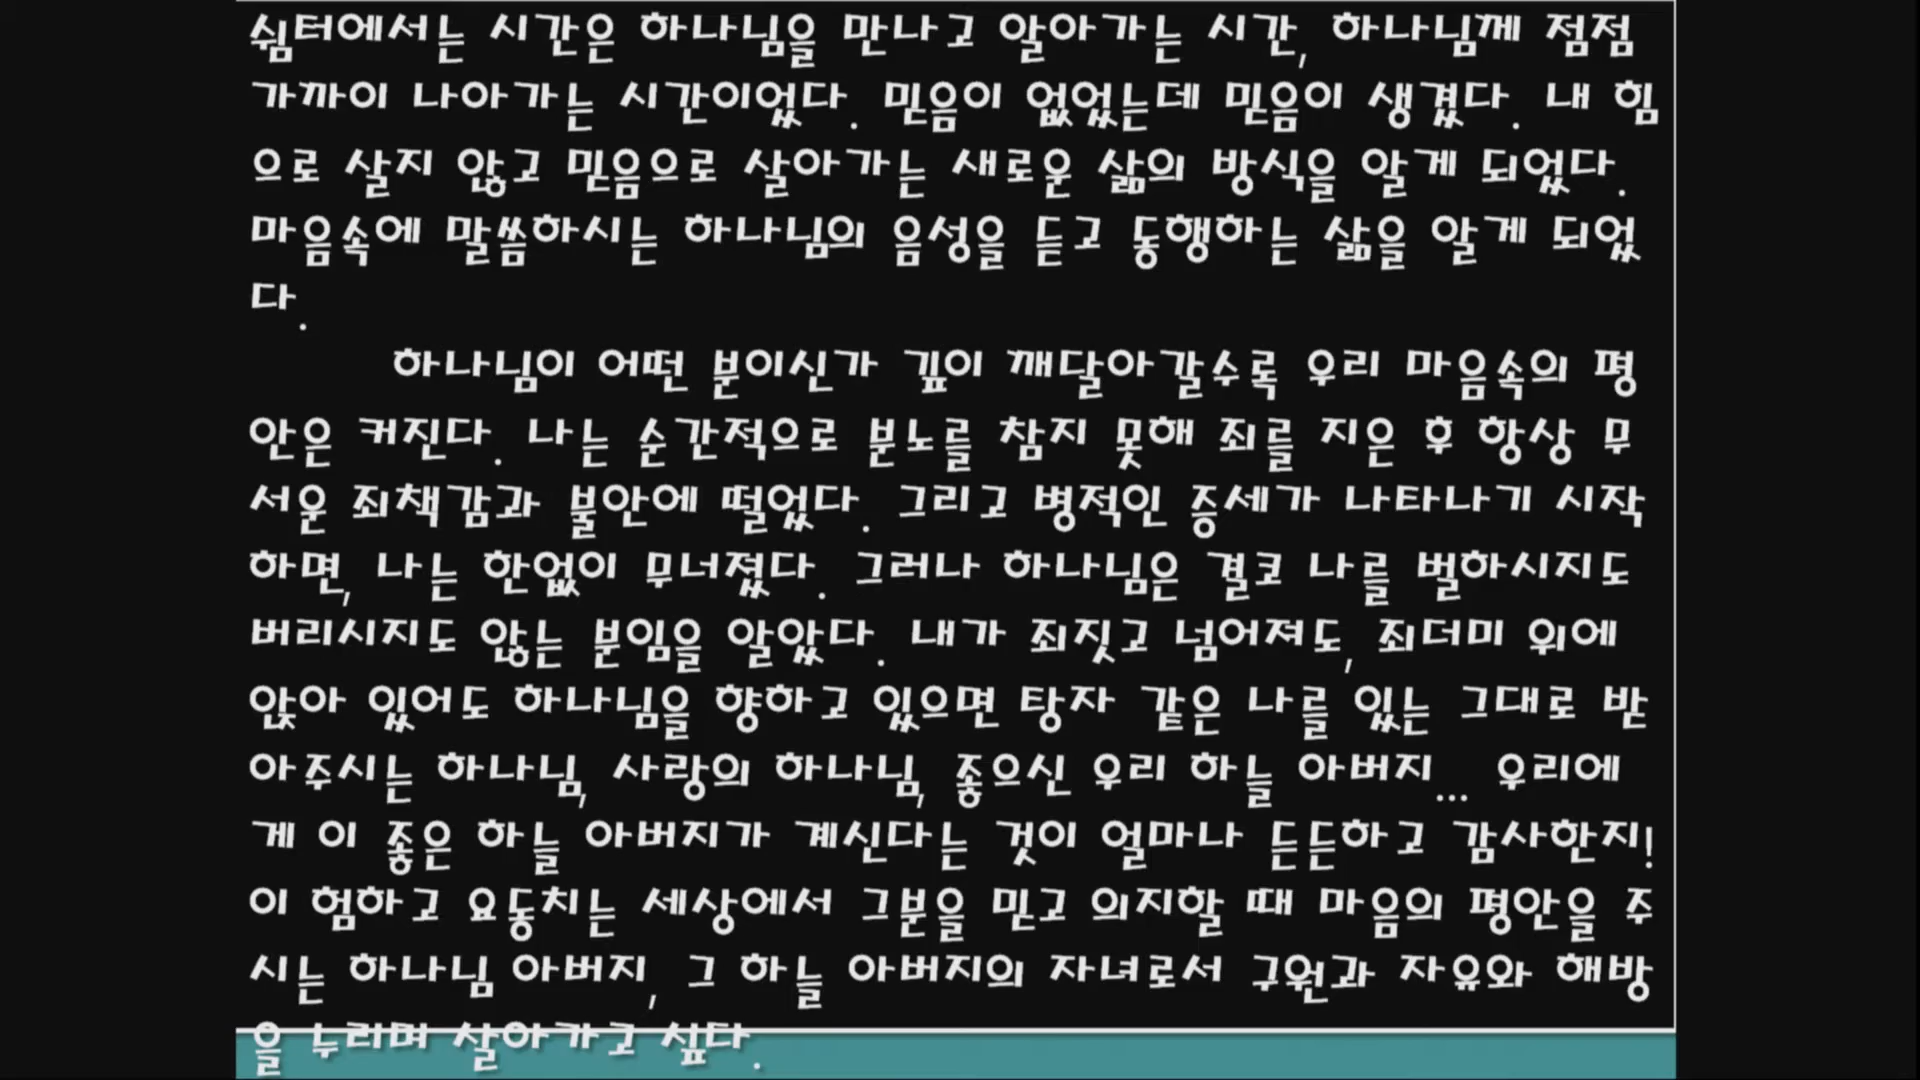 쉼터에서는 시간은 하나님을 만나고 알아가는 시간, 하나님께 점점
가까이 나아가는 시간이었다. 믿음이 없었는데 믿음이 생겼다. 내 힘
으로 살지 않고 믿음으로 살아가는 새로운 삶의 방식을 알게 되었다.
마음속에 말씀하시는 하나님의 음성을 듣고 동행하는 삶을 알게 되었
다.
하나님이 어떤 분이신가 깊이 깨달아갈수록 우리 마음속의 평
안은 커진다. 나는 순간적으로 분노를 참지 못해 죄를 지은 후 항상 무
서운 죄책감과 불안에 떨었다. 그리고 병적인 증세가 나타나기 시작
하면, 나는 한없이 무너졌다. 그러나 하나님은 결코 나를 벌하시지도
버리시지도 않는 분임을 알았다. 내가 죄짓고 넘어져도, 죄더미 위에
앉아 있어도 하나님을 향하고 있으면 탕자 같은 나를 있는 그대로 받
아주시는 하나님, 사랑의 하나님, 좋으신 우리 하늘 아버지... 우리에
게 이 좋은 하늘 아버지가 계신다는 것이 얼마나 든든하고 감사한지!
이 험하고 요동치는 세상에서 그분을 믿고 의지할 때 마음의 평안을 주
시는 하나님 아버지, 그 하늘 아버지의 자녀로서 구원과 자유와 해방
을 누리며 살아가고 싶다.